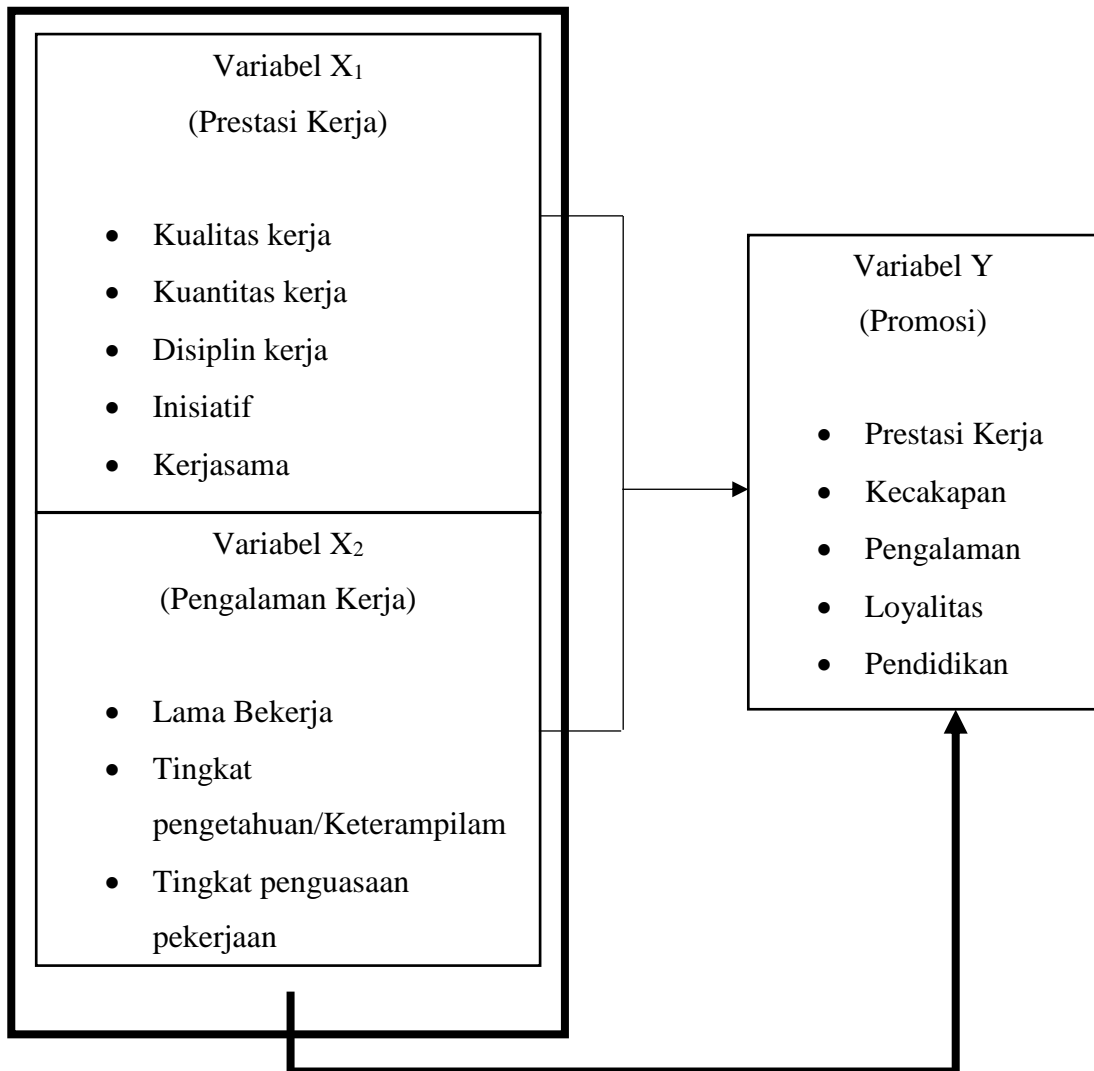 Variabel X₁
(Prestasi Kerja)
• Kualitas kerja
• Kuantitas kerja
• Disiplin kerja
• Inisiatif
• Kerjasama
Variabel X₂
(Pengalaman Kerja)
• Lama Bekerja
• Tingkat
pengetahuan/Keterampilam
• Tingkat penguasaan
pekerjaan
Variabel Y
(Promosi)
• Prestasi Kerja
• Kecakapan
• Pengalaman
• Loyalitas
• Pendidikan